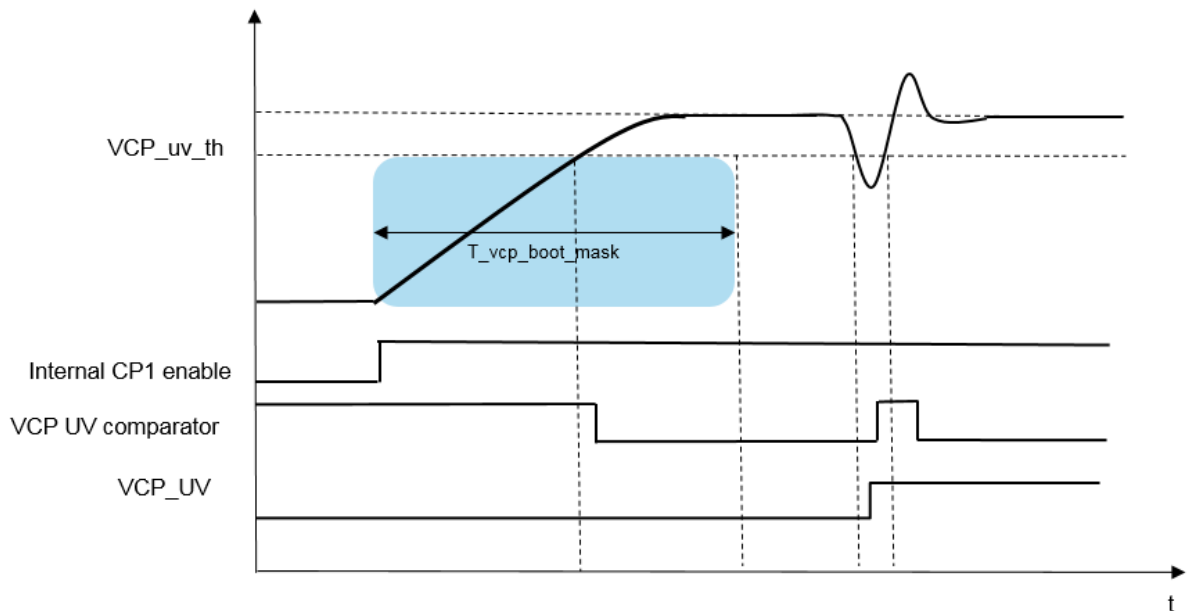 VCP_uv_th
T_vcp_boot_mask
Internal CP1 enable
VCP UV comparator
VCP_UV
t